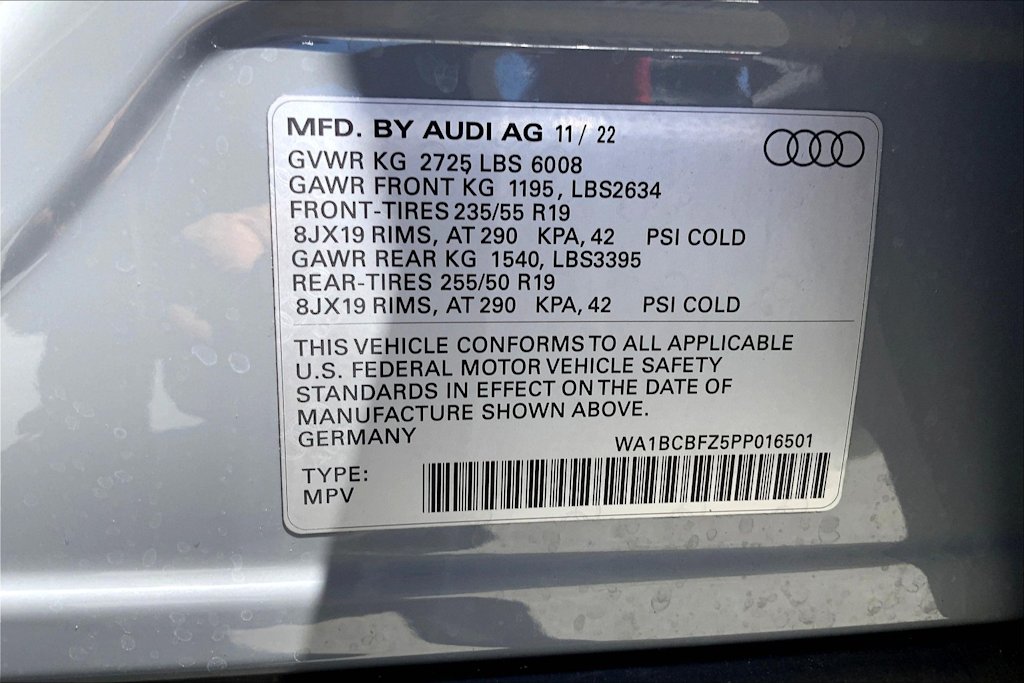 MFD. BY AUDI AG 11/ 22
GVWR KG 2725 LBS 6008
GAWR FRONT KG 1195, LBS2634
FRONT-TIRES 235/55 R19
8JX19 RIMS, AT 290 KPA, 42 PSI COLD
GAWR REAR KG 1540, LBS3395
REAR-TIRES 255/50 R19
8JX19 RIMS, AT 290 KPA, 42 PSI COLD
THIS VEHICLE CONFORMS TO ALL APPLICABLE
U.S. FEDERAL MOTOR VEHICLE SAFETY
STANDARDS IN EFFECT ON THE DATE OF
MANUFACTURE SHOWN ABOVE.
GERMANY WA1BCBFZ5PP016501
TYPE:
MPV